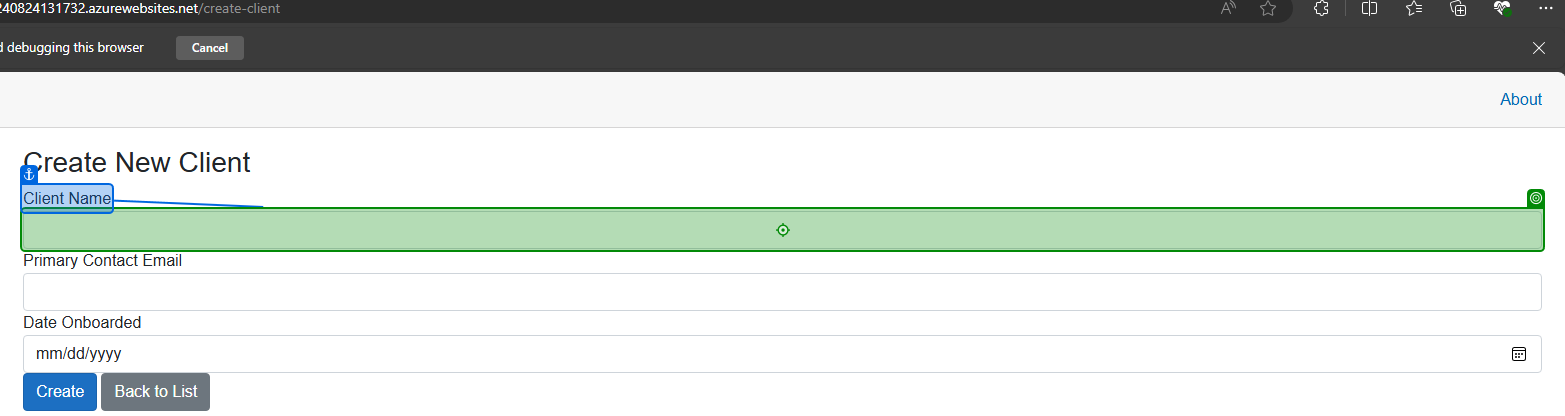 240824131732.azurewebsites.net/create-client
debugging this browser
Cancel
About
Create New Client
Client Name
Primary Contact Email
Date Onboarded
mm/dd/yyyy
Create Back to List